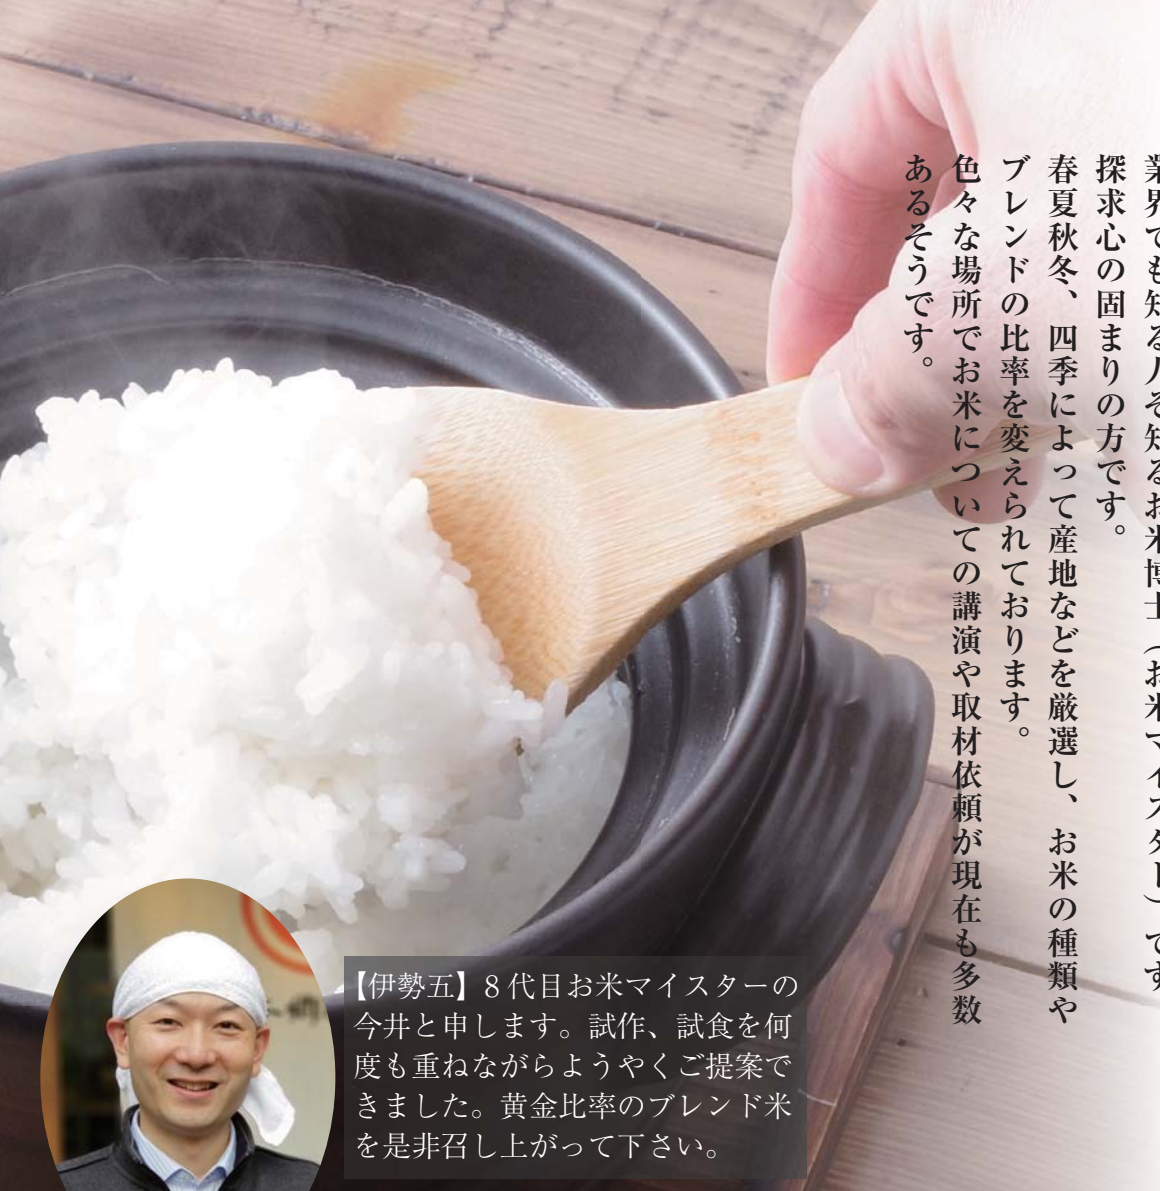 業界でも知る人ぞ知るお米博士（お米マイスター）です
探求心の固まりの方です。
春夏秋冬、四季によって産地などを厳選し、お米の種類や
ブレンドの比率を変えられております。
色々な場所でお米についての講演や取材依頼が現在も多数
あるそうです。
【伊勢五】８代目お米マイスターの
今井と申します。試作、試食を何
度も重ねながらようやくご提案で
きました。黄金比率のブレンド米
を是非召し上がって下さい。